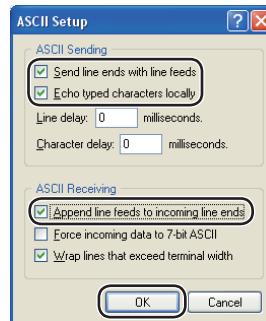 ASCII Setup
ASCII Sending
Send line ends with line feeds
Echo typed characters locally
Line delay: 0 milliseconds.
Character delay: 0 milliseconds.
ASCII Receiving
Append line feeds to incoming line ends
Force incoming data to 7-bit ASCII
Wrap lines that exceed terminal width
OK Cancel